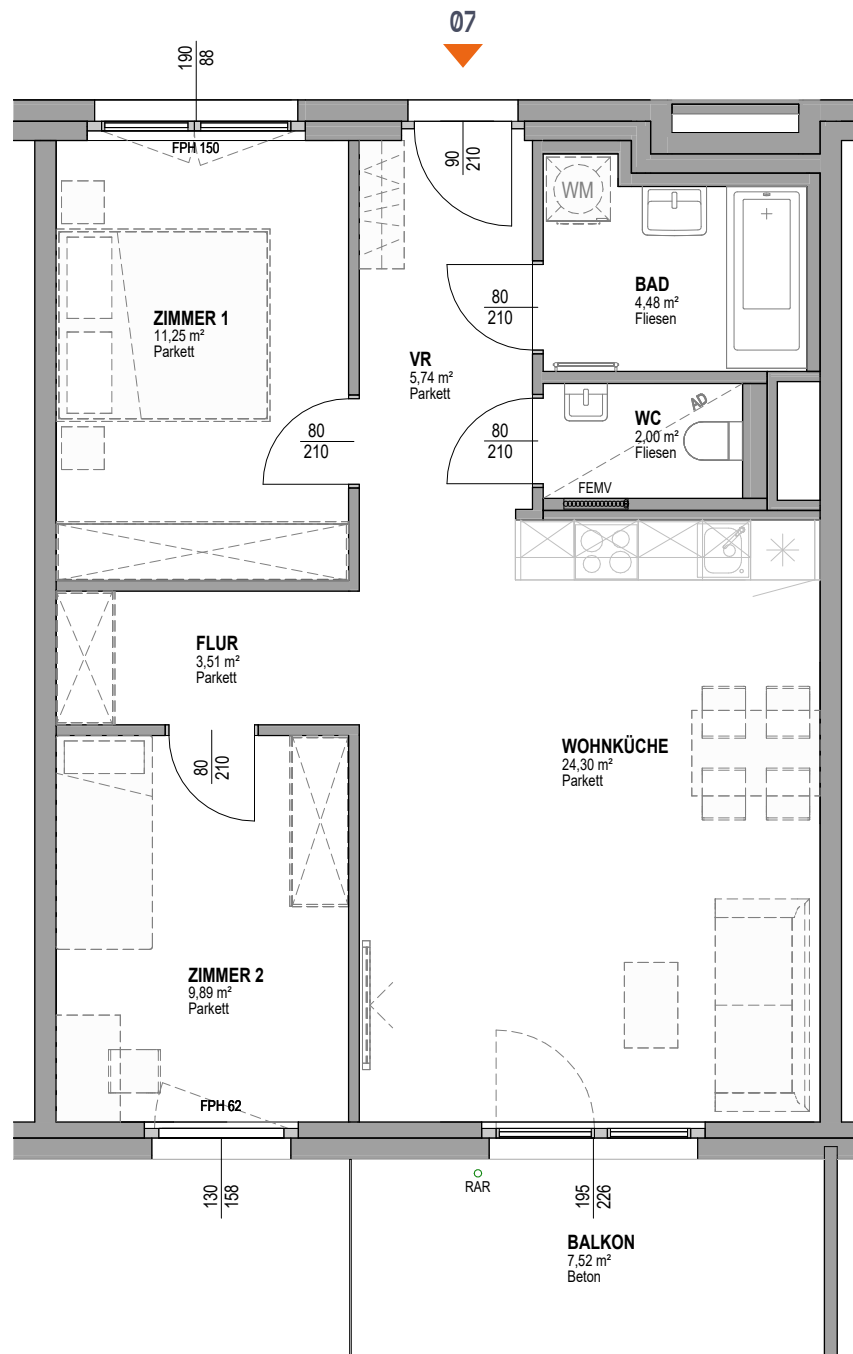 07
190
88
FPH 150
90
210
WM
BAD
4,48 m²
Fliesen
ZIMMER 1
11,25 m²
Parkett
80
210
VR
5,74 m²
Parkett
80
210
80
210
AD
WC
2,00 m²
Fliesen
FEMV
FLUR
3,51 m²
Parkett
80
210
WOHNKÜCHE
24,30 m²
Parkett
ZIMMER 2
9,89 m²
Parkett
FPH 62
130
158
RAR
195
226
BALKON
7,52 m²
Beton